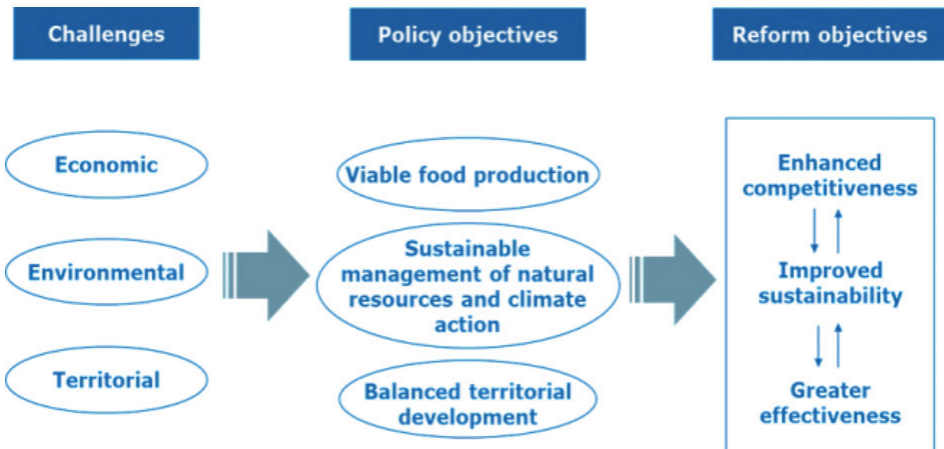 Challenges
Policy objectives
Reform objectives
Economic
Environmental
Territorial
Viable food production
Sustainable
management of natural
resources and climate
action
Balanced territorial
development
Enhanced
competitiveness
Improved
sustainability
Greater
effectiveness